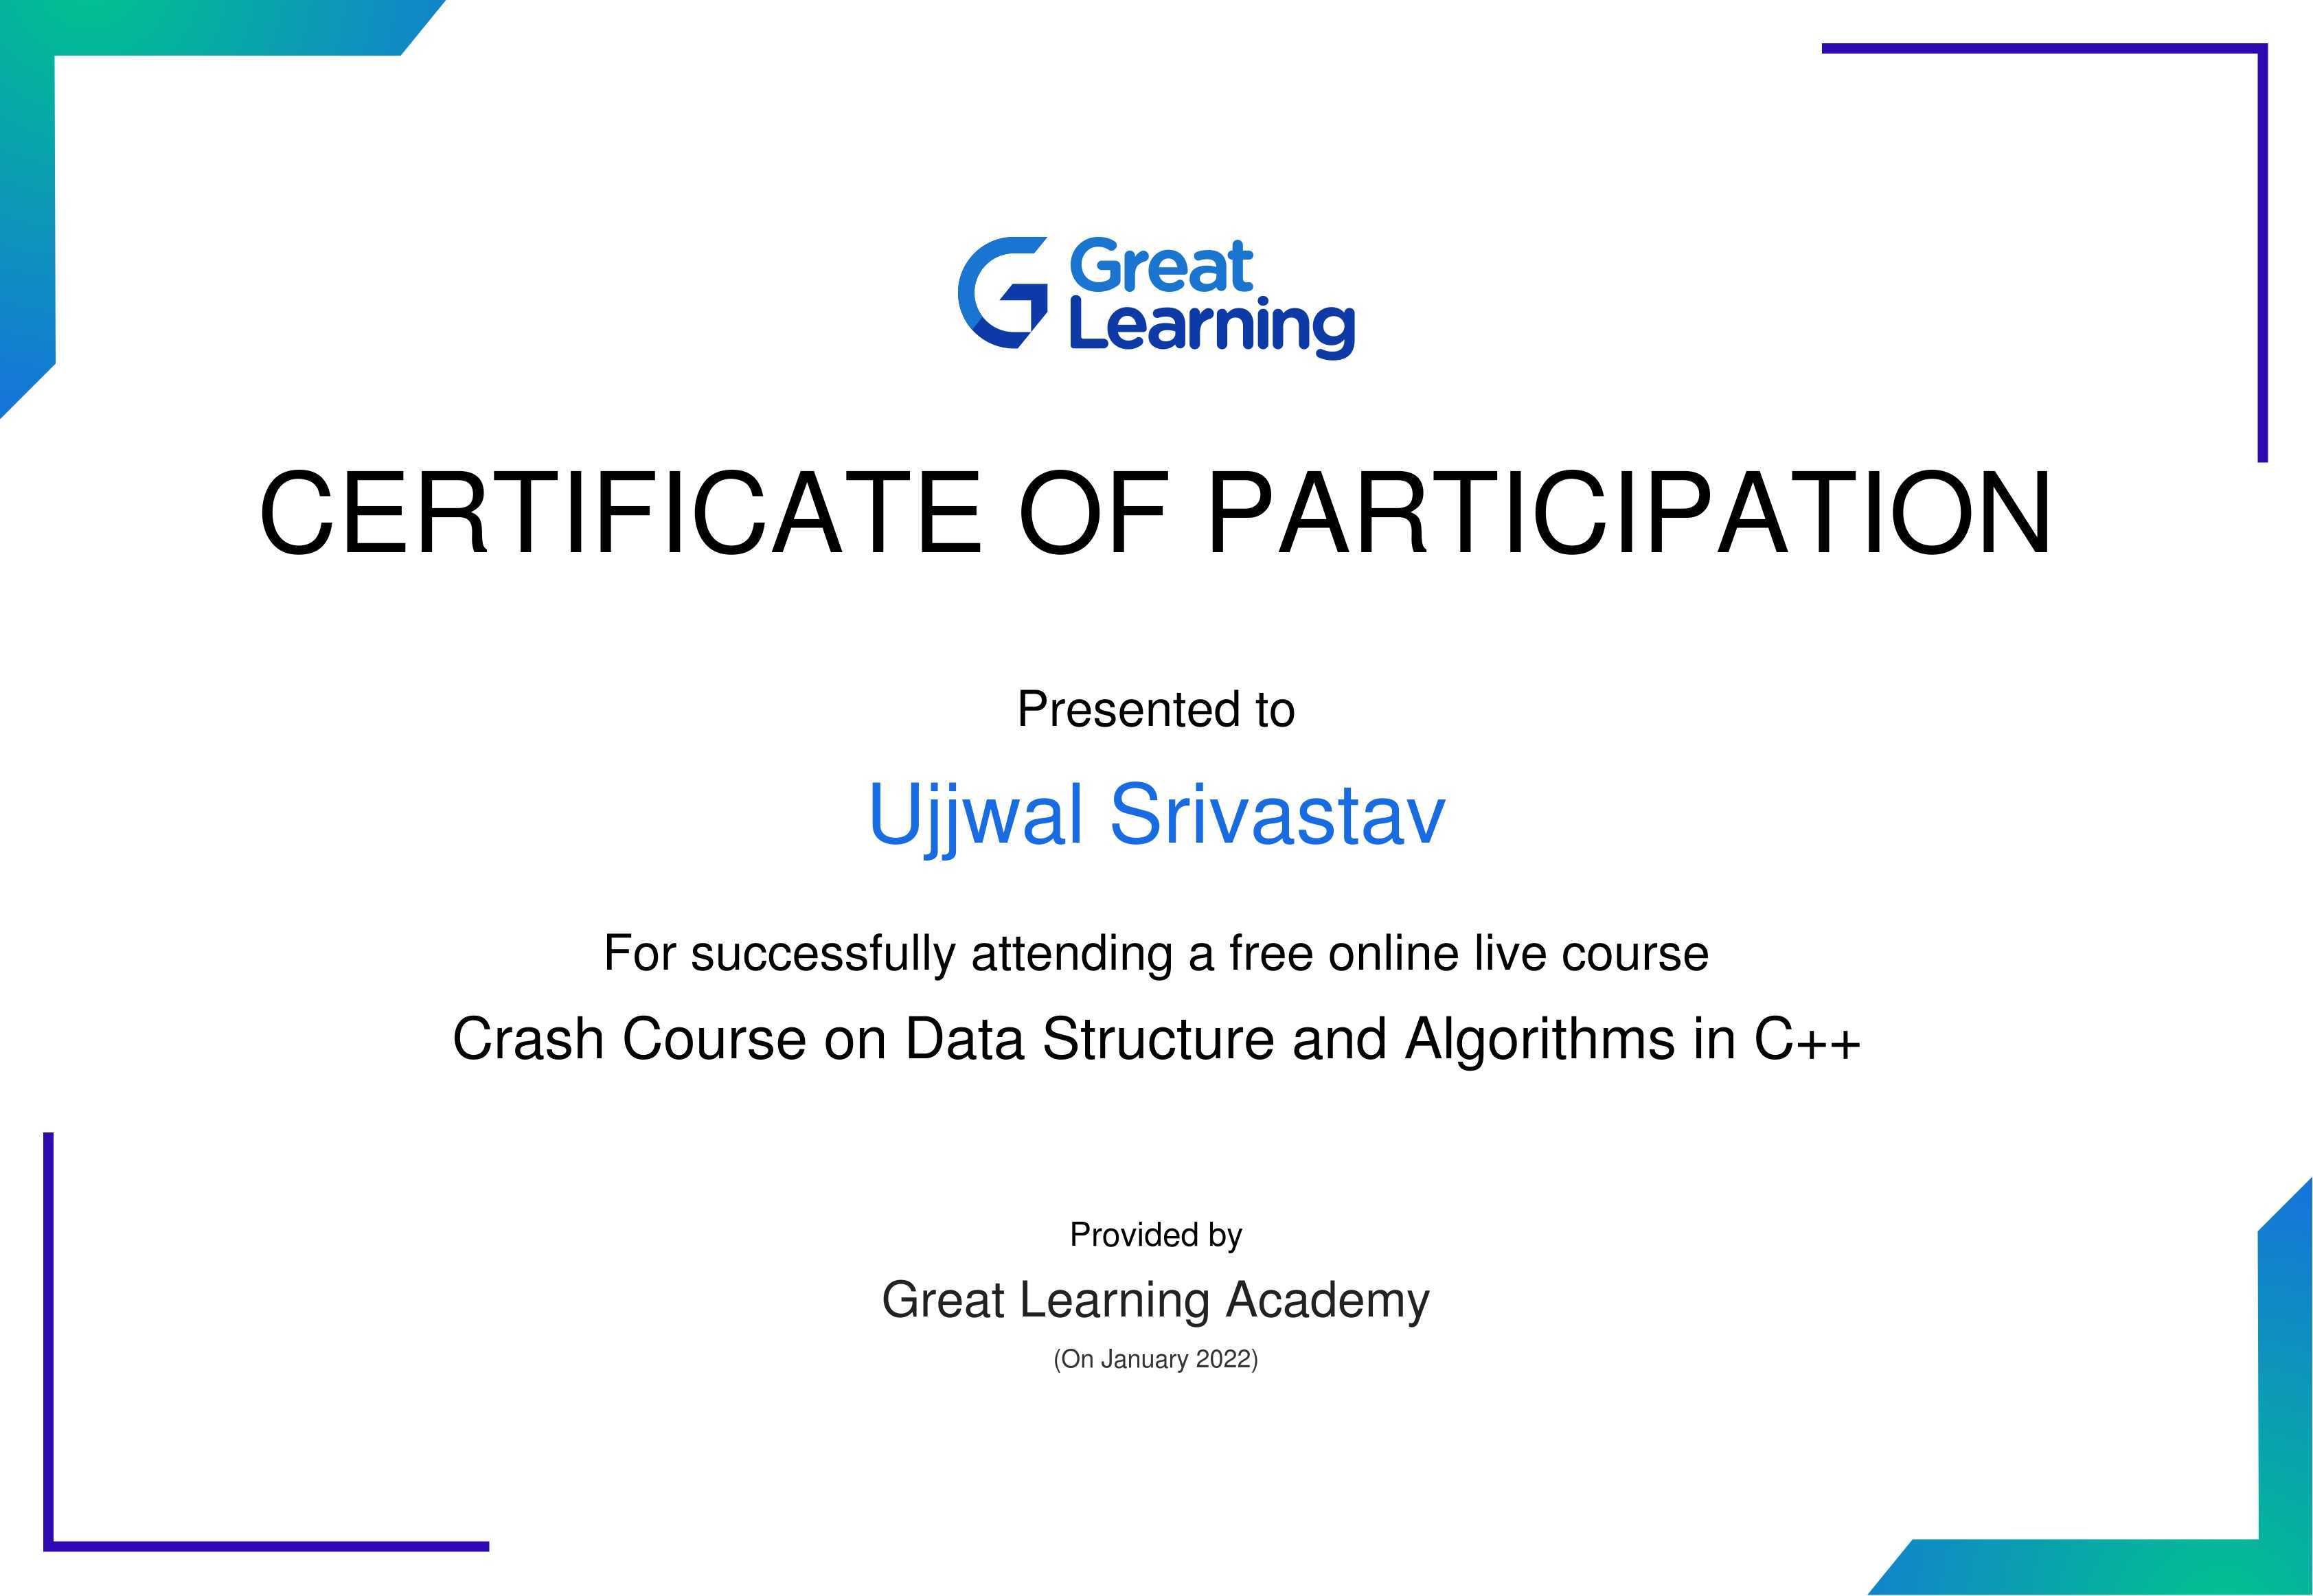 Great
Learning
CERTIFICATE OF PARTICIPATION
Presented to
Ujjwal Srivastav
For successfully attending a free online live course
Crash Course on Data Structure and Algorithms in C++
Provided by
Great Learning Academy
(On January 2022)